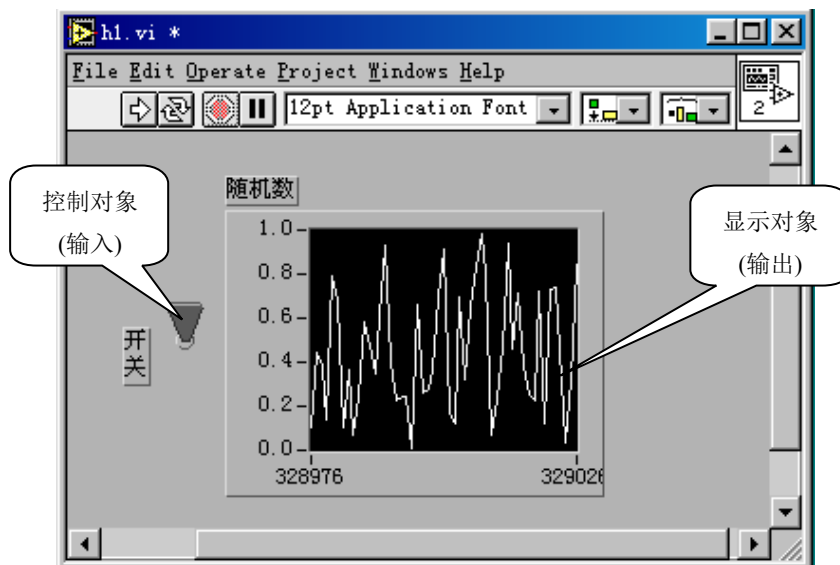 h1.vi *
File Edit Operate Project Windows Help
12pt Application Font
2
控制对象
(输入)
随机数
显示对象
(输出)
1.0
0.8
0.6
0.4
0.2
0.0
开
关
328976
329026